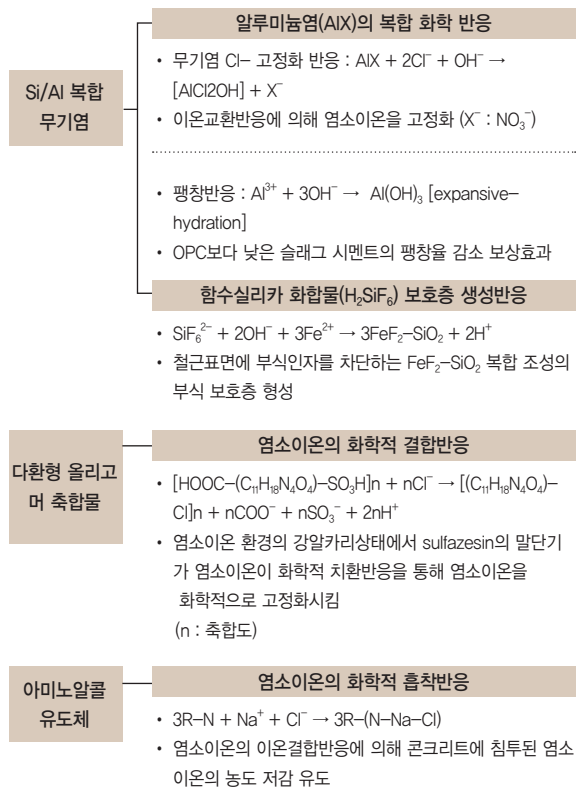 알루미늄염(AlX)의 복합 화학 반응
Si/Al 복합
무기염
• 무기염 Cl– 고정화 반응 : AlX + 2Cl⁻ + OH⁻ →
[AlCl2OH] + X⁻
• 이온교환반응에 의해 염소이온을 고정화 (X⁻ : NO₃⁻)
• 팽창반응 : Al³⁺ + 3OH⁻ → Al(OH)₃ [expansive–
hydration]
• OPC보다 낮은 슬래그 시멘트의 팽창율 감소 보상효과
함수실리카 화합물(H₂SiF₆) 보호층 생성반응
• SiF₆²⁻ + 2OH⁻ + 3Fe²⁺ → 3FeF₂–SiO₂ + 2H⁺
• 철근표면에 부식인자를 차단하는 FeF₂–SiO₂ 복합 조성의
부식 보호층 형성
염소이온의 화학적 결합반응
다환형 올리고
머 축합물
• [HOOC–(C₁₁H₁₈N₄O₄)–SO₃H]n + nCl⁻ → [(C₁₁H₁₈N₄O₄)–
Cl]n + nCOO⁻ + nSO₃⁻ + 2nH⁺
• 염소이온 환경의 강알카리상태에서 sulfazesin의 말단기
가 염소이온이 화학적 치환반응을 통해 염소이온을
화학적으로 고정화시킴
(n : 축합도)
염소이온의 화학적 흡착반응
아미노알콜
유도체
• 3R–N + Na⁺ + Cl⁻ → 3R–(N–Na–Cl)
• 염소이온의 이온결합반응에 의해 콘크리트에 침투된 염소
이온의 농도 저감 유도